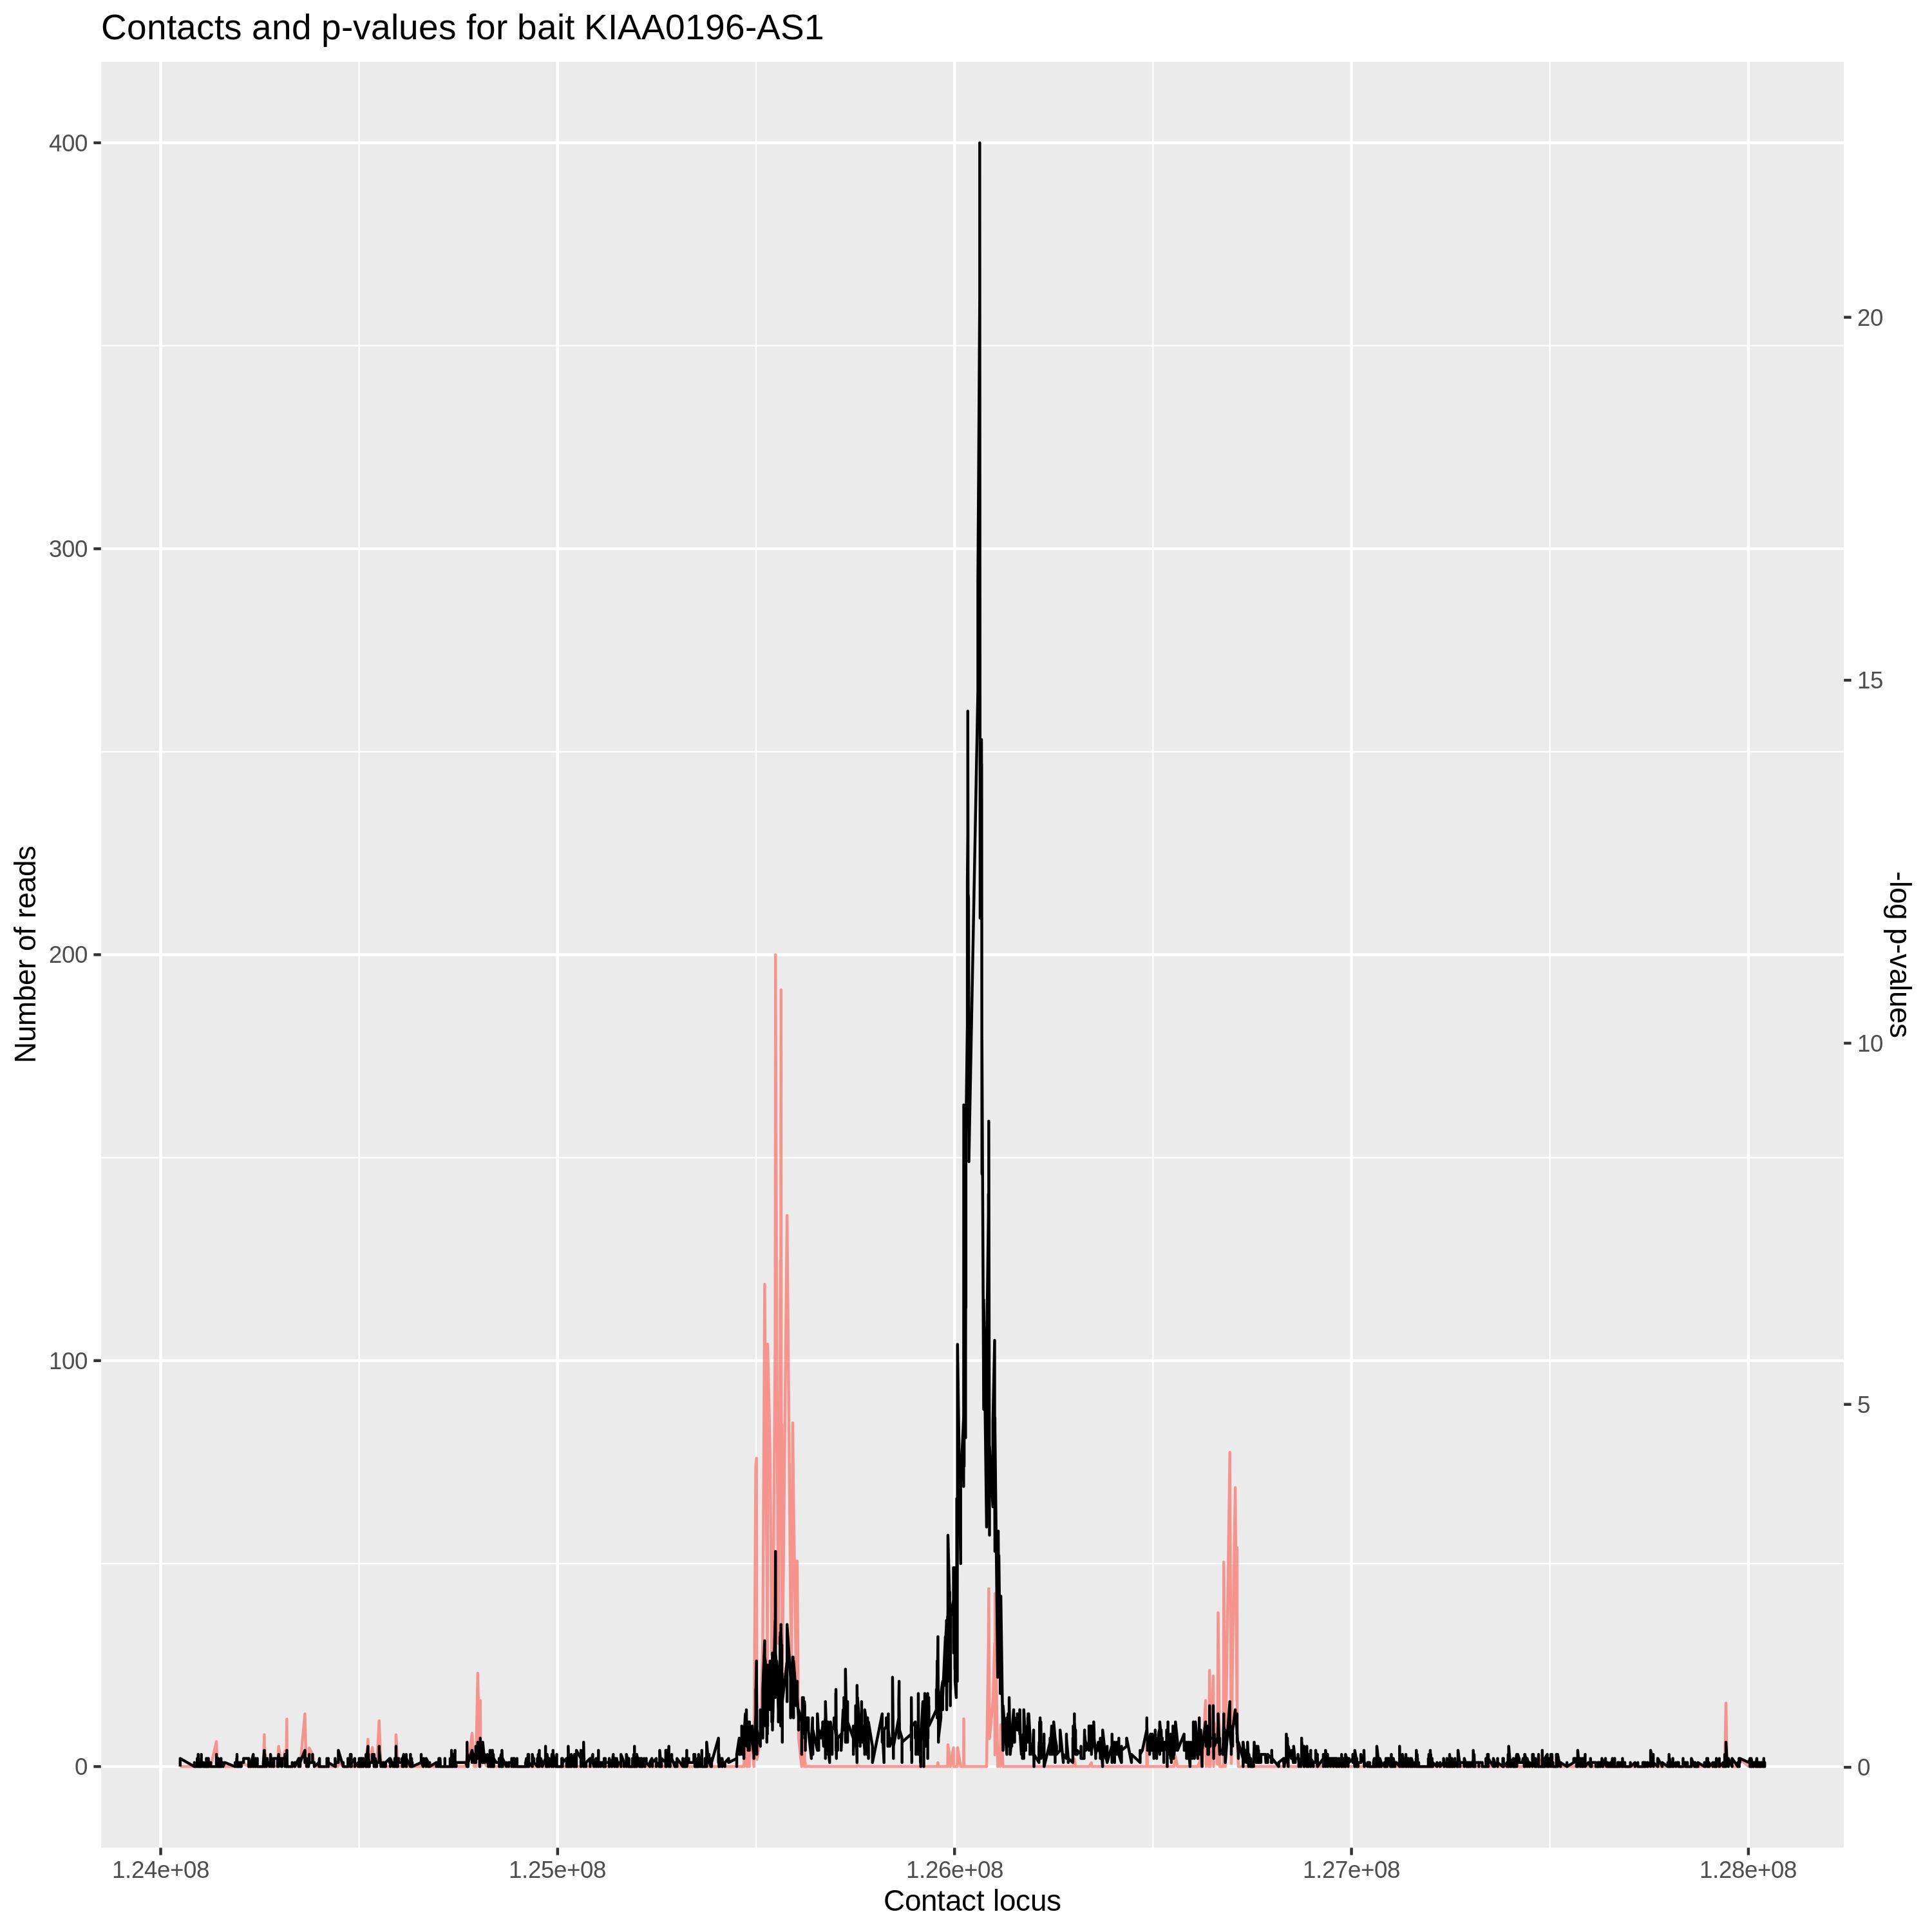 Contacts and p-values for bait KIAA0196-AS1
400
300
200
100
0
Number of reads
20
15
10
5
0
-log p-values
1.24e+08
1.25e+08
1.26e+08
1.27e+08
1.28e+08
Contact locus